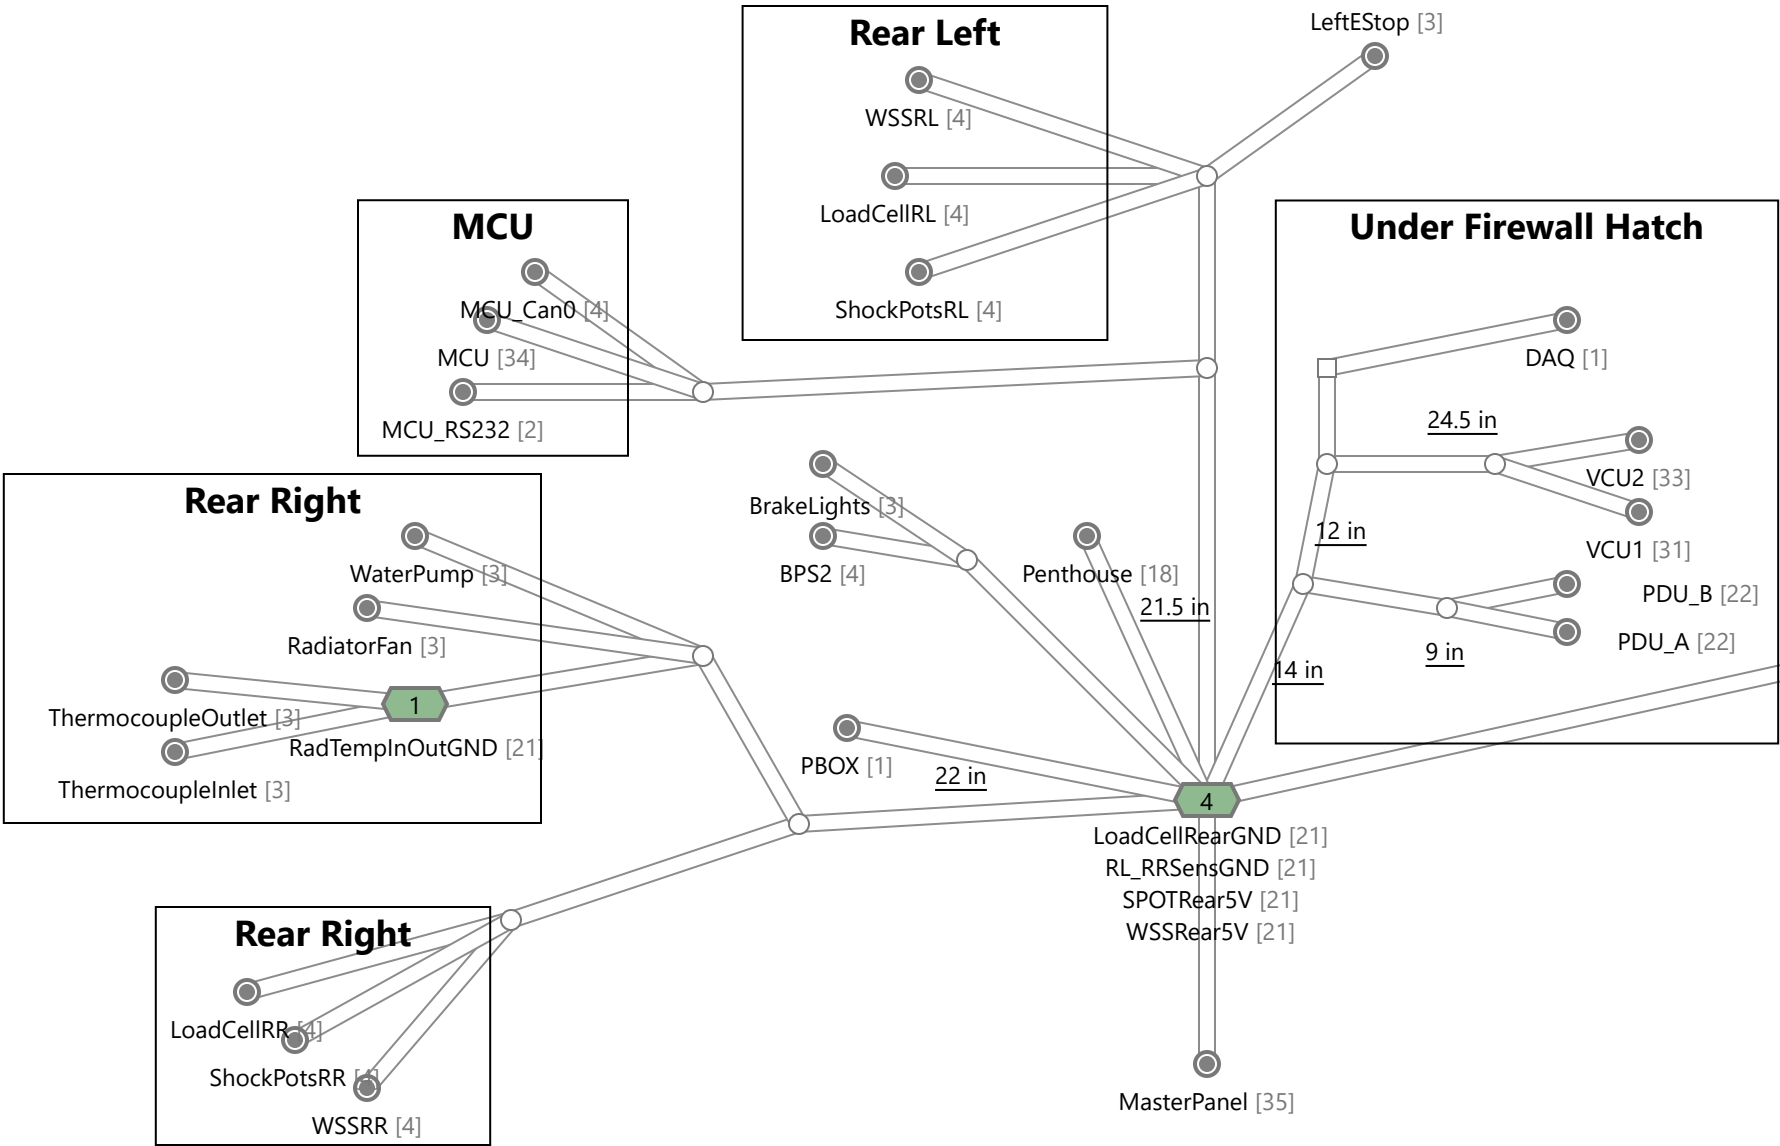 LeftEStop [3]
Rear Left
WSSRL [4]
LoadCellRL [4]
ShockPotsRL [4]
MCU
MCU_Can0 [4]
MCU [34]
MCU_RS232 [2]
Under Firewall Hatch
DAQ [1]
24.5 in
VCU2 [33]
12 in
VCU1 [31]
PDU_B [22]
PDU_A [22]
9 in
14 in
Rear Right
WaterPump [3]
RadiatorFan [3]
ThermocoupleOutlet [3]
1
RadTempInOutGND [21]
ThermocoupleInlet [3]
BrakeLights [3]
BPS2 [4]
Penthouse [18]
21.5 in
PBOX [1]
22 in
4
LoadCellRearGND [21]
RL_RRSensGND [21]
SPOTRear5V [21]
WSSRear5V [21]
Rear Right
LoadCellRR [4]
ShockPotsRR [4]
WSSRR [4]
MasterPanel [35]